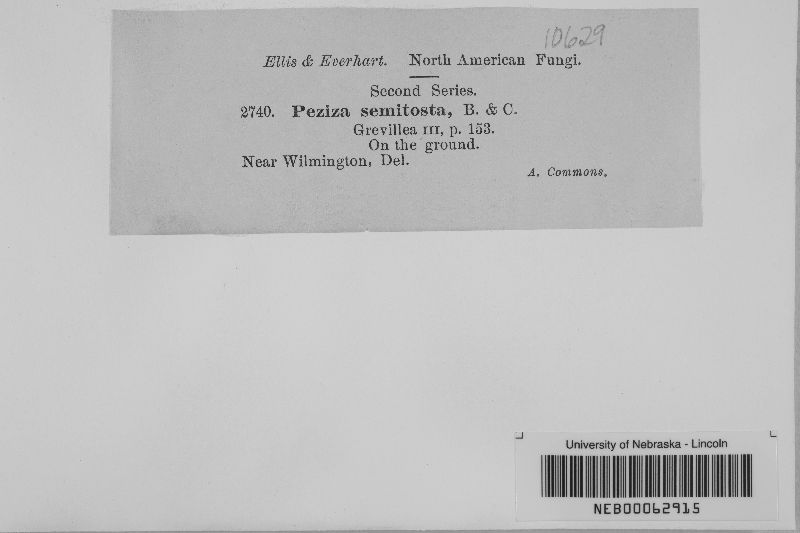 10629
Ellis & Everhart. North American Fungi.
Second Series.
2740. Peziza semitosta, B. & C.
Grevillea III, p. 153.
On the ground.
Near Wilmington, Del.
A. Commons.
University of Nebraska - Lincoln
NEB00062915